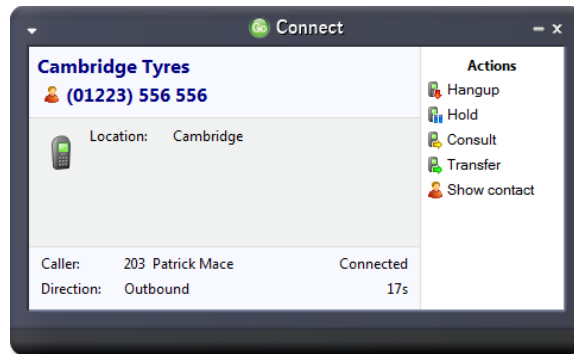 Go Connect
Cambridge Tyres
(01223) 556 556
Location: Cambridge
Caller: 203 Patrick Mace Connected
Direction: Outbound 17s
Actions
Hangup
Hold
Consult
Transfer
Show contact